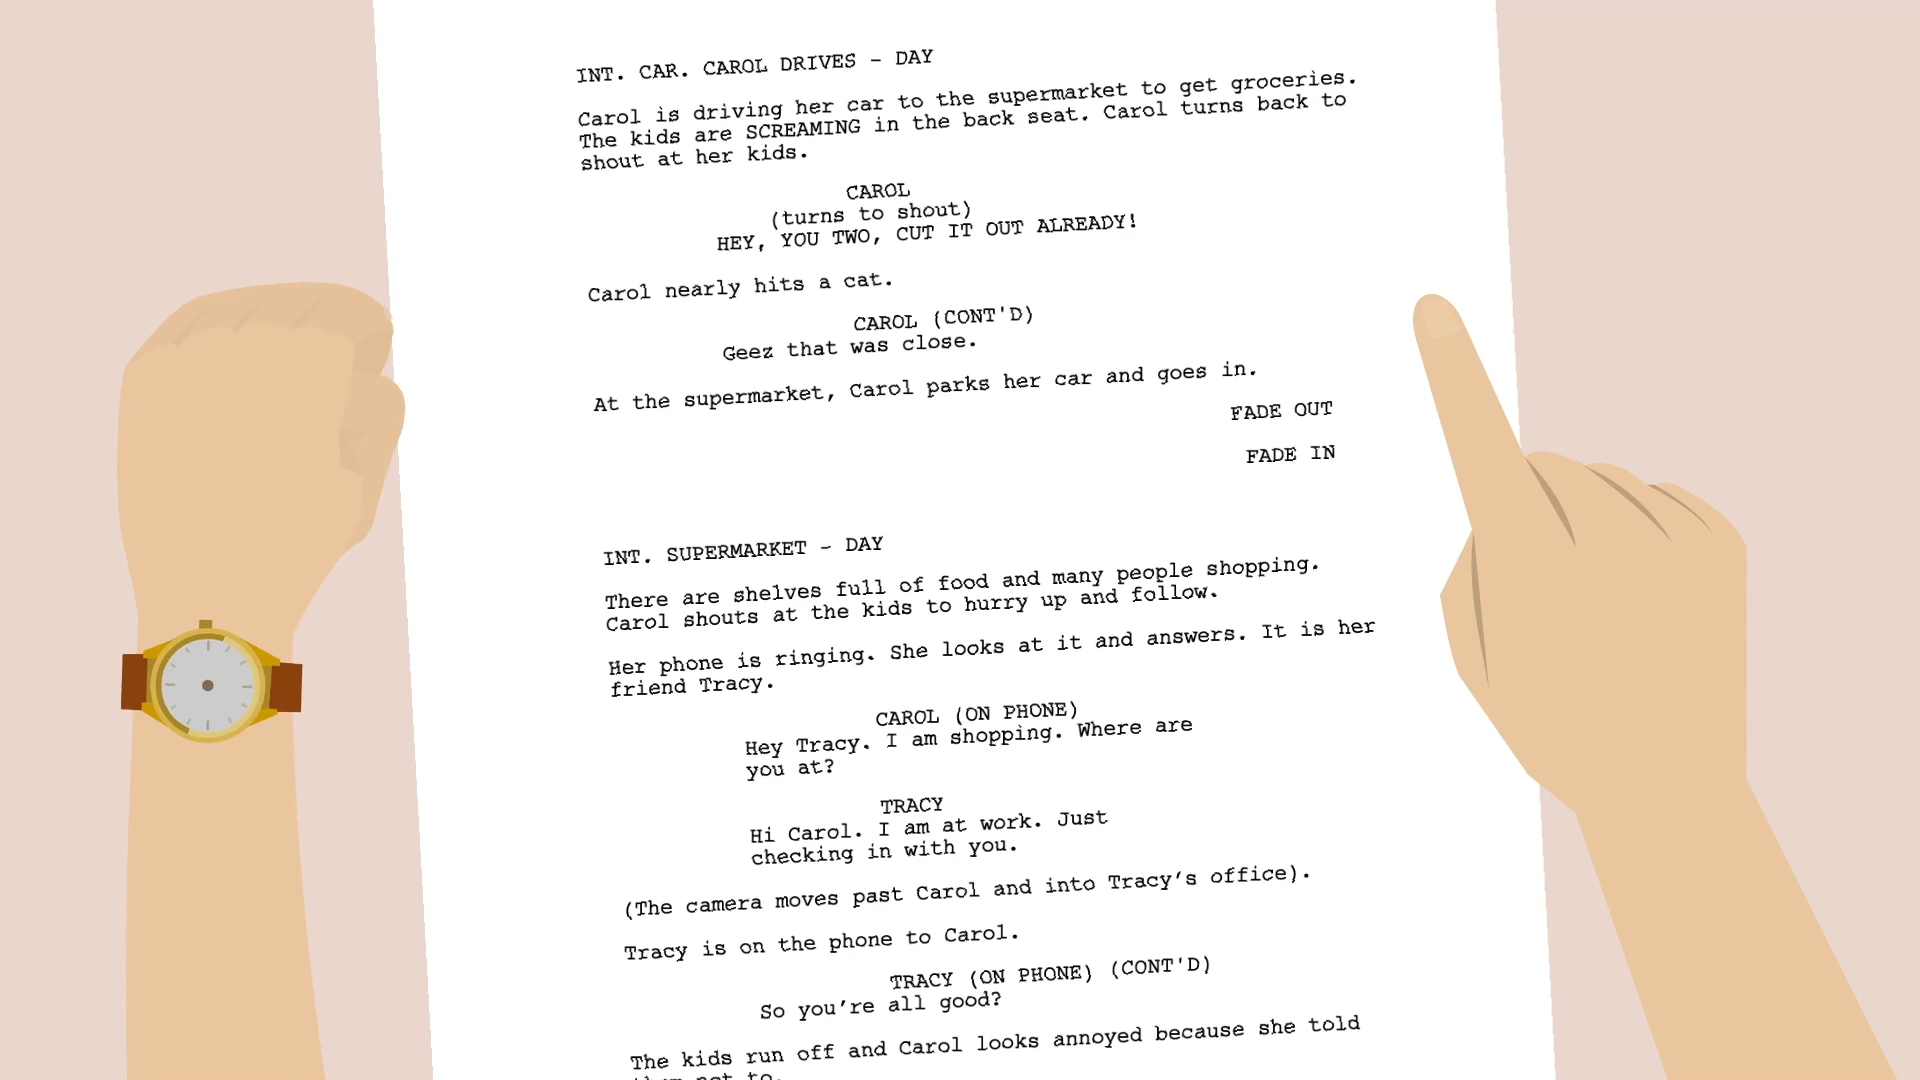 INT. CAR. CAROL DRIVES – DAY
Carol is driving her car to the supermarket to get groceries.
The kids are SCREAMING in the back seat. Carol turns back to
shout at her kids.
CAROL
(turns to shout)
HEY, YOU TWO, CUT IT OUT ALREADY!
Carol nearly hits a cat.
CAROL (CONT'D)
Geez that was close.
At the supermarket, Carol parks her car and goes in.
FADE OUT
FADE IN
INT. SUPERMARKET – DAY
There are shelves full of food and many people shopping.
Carol shouts at the kids to hurry up and follow.
Her phone is ringing. She looks at it and answers. It is her
friend Tracy.
CAROL (ON PHONE)
Hey Tracy. I am shopping. Where are
you at?
TRACY
Hi Carol. I am at work. Just
checking in with you.
(The camera moves past Carol and into Tracy’s office).
Tracy is on the phone to Carol.
TRACY (ON PHONE) (CONT'D)
So you’re all good?
The kids run off and Carol looks annoyed because she told
not to.